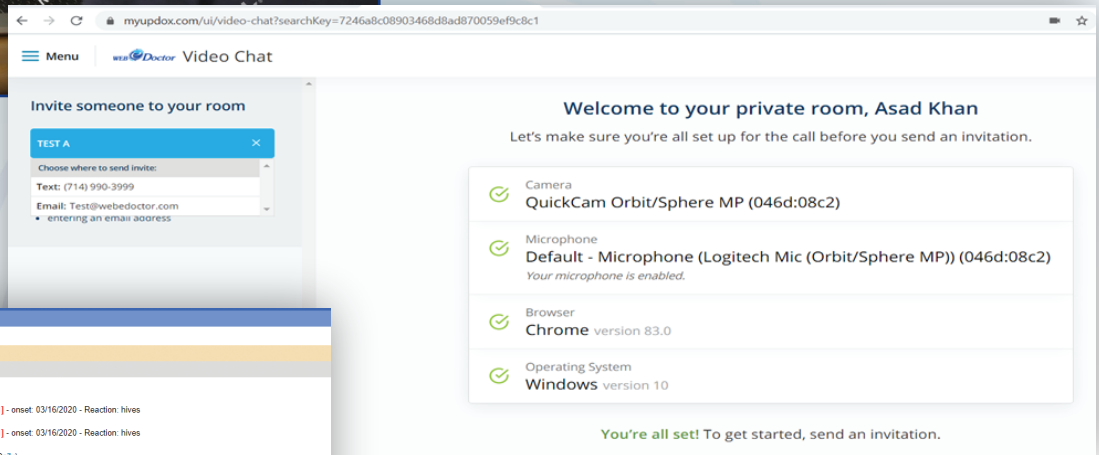 myupdox.com/ui/video-chat?searchKey=7246a8c08903468d8ad870059ef9c8c1
Menu
WEB eDoctor Video Chat
Invite someone to your room
TEST A
Choose where to send invite:
Text: (714) 990-3999
Email: Test@webedoctor.com
entering an email address
Welcome to your private room, Asad Khan
Let's make sure you're all set up for the call before you send an invitation.
Camera
QuickCam Orbit/Sphere MP (046d:08c2)
Microphone
Default - Microphone (Logitech Mic (Orbit/Sphere MP)) (046d:08c2)
Your microphone is enabled.
Browser
Chrome version 83.0
Operating System
Windows version 10
You're all set! To get started, send an invitation.
] - onset: 03/16/2020 - Reaction: hives
] - onset: 03/16/2020 - Reaction: hives